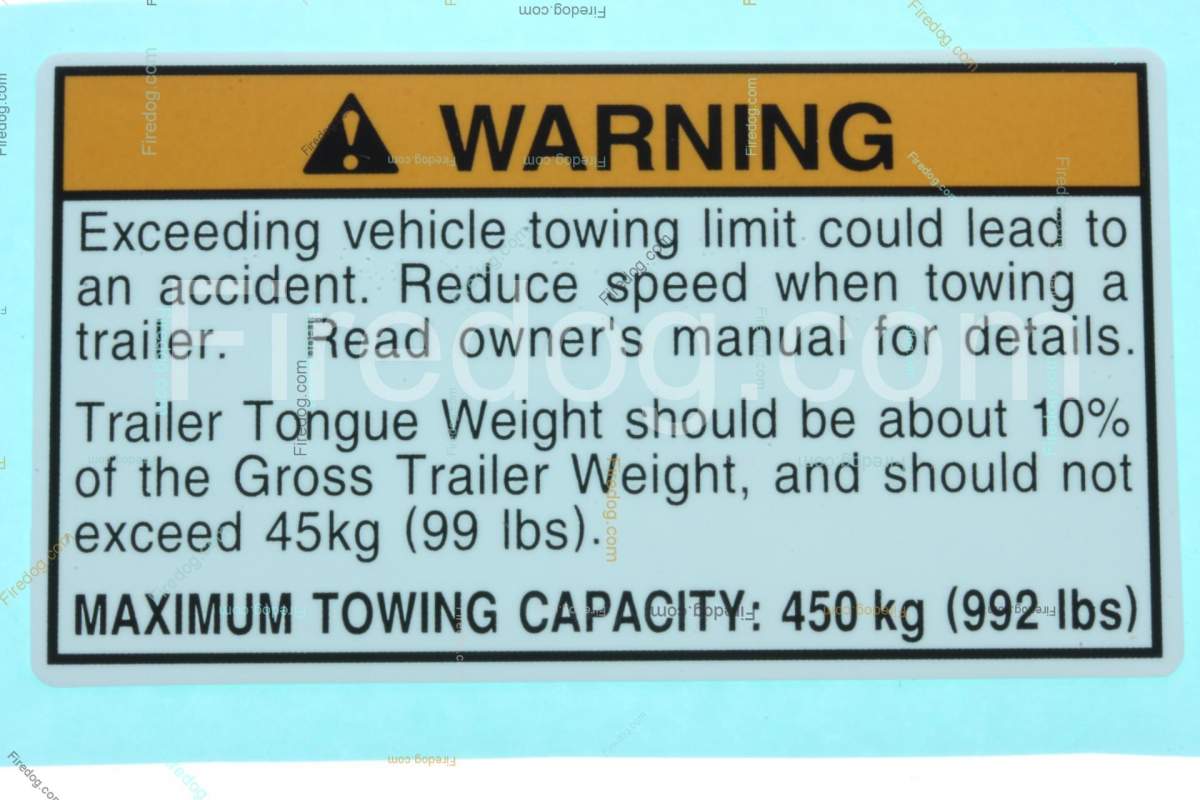 WARNING
Exceeding vehicle towing limit could lead to
an accident. Reduce speed when towing a
trailer. Read owner's manual for details.
Trailer Tongue Weight should be about 10%
of the Gross Trailer Weight, and should not
exceed 45kg (99 lbs).
MAXIMUM TOWING CAPACITY: 450 kg (992 lbs)
Firedog.com